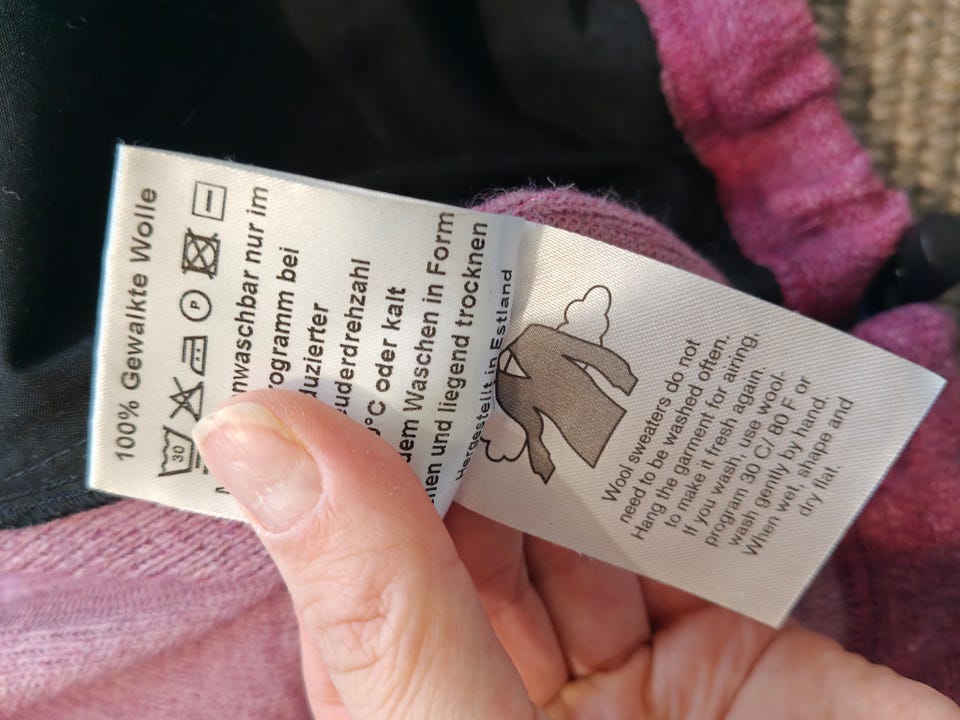 100% Gewalkte Wolle
30 P
nwaschbar nur im
rogramm bei
duzierter
euderdrehzahl
°C oder kalt
dem Waschen in Form
en und liegend trocknen
Hergestellt in Estland
Wool sweaters do not
need to be washed often.
Hang the garment for airing,
to make it fresh again.
If you wash, use wool-
program 30 C/ 80 F or
wash gently by hand.
When wet, shape and
dry flat.